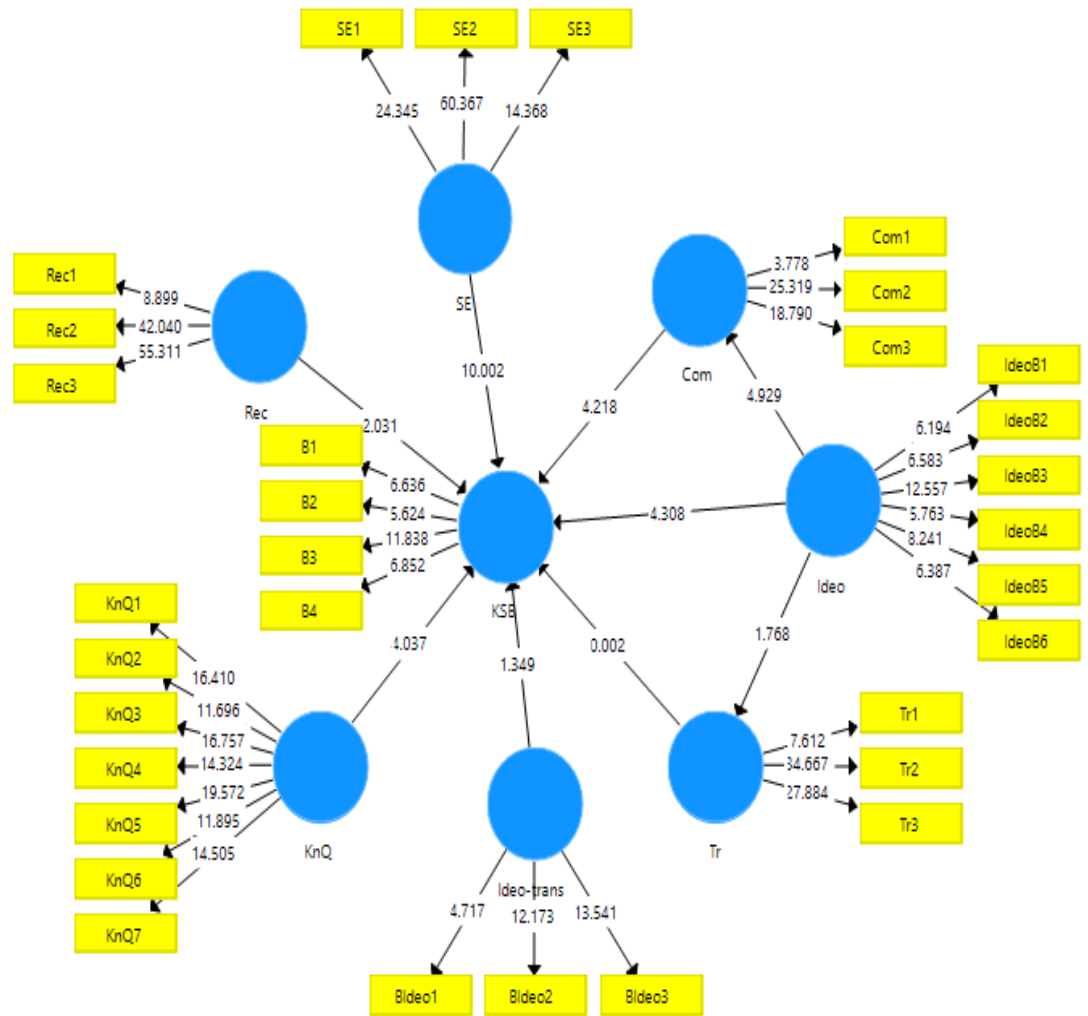 SE1 SE2 SE3
24.345 60.367 14.368
SE
Rec1
Rec2
Rec3
8.899
42.040
55.311
Rec
2.031
10.002
Com1
Com2
Com3
3.778
25.319
18.790
Com
4.218
4.929
IdeoB1
IdeoB2
IdeoB3
IdeoB4
IdeoB5
IdeoB6
6.194
6.583
12.557
5.763
8.241
6.387
Ideo
4.308
B1
B2
B3
B4
6.636
5.624
11.838
6.852
KSB
KnQ1
KnQ2
KnQ3
KnQ4
KnQ5
KnQ6
KnQ7
16.410
11.696
16.757
14.324
19.572
11.895
14.505
KnQ
4.037
1.349
0.002
1.768
Tr1
Tr2
Tr3
7.612
34.667
27.884
Tr
Ideo-trans
4.717 12.173 13.541
BIdeo1 BIdeo2 BIdeo3